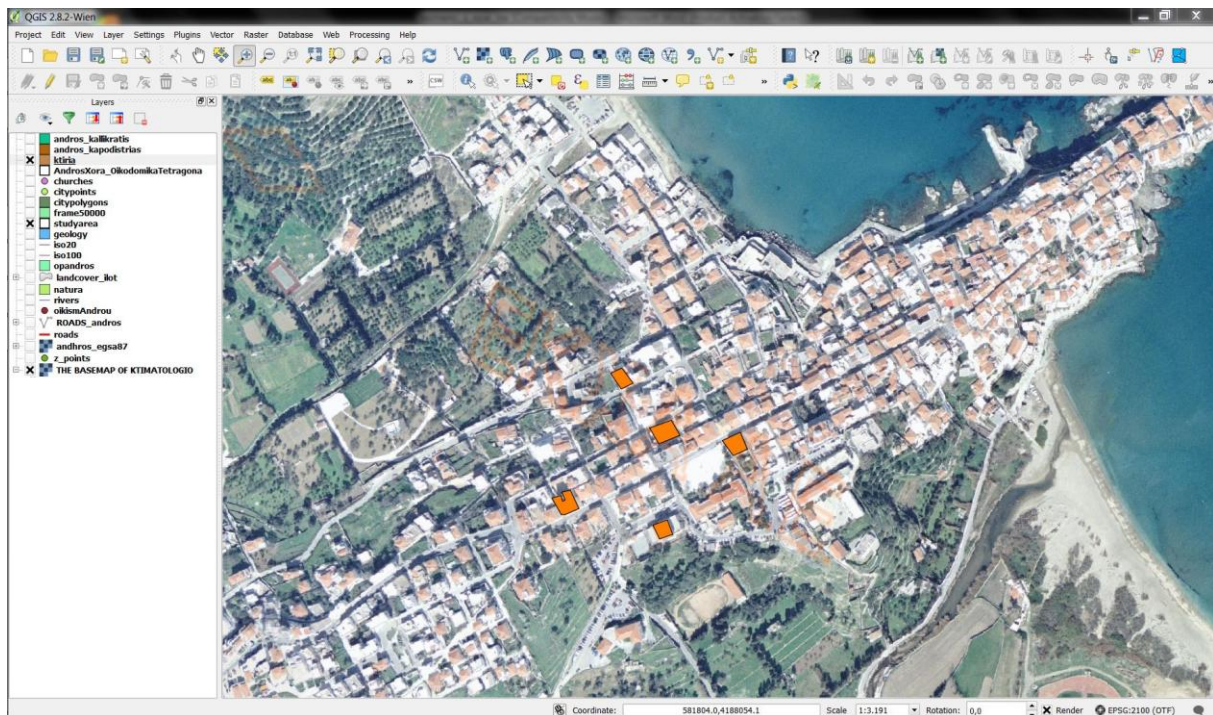 QGIS 2.8.2-Wien
Project Edit View Layer Settings Plugins Vector Raster Database Web Processing Help
CSW
Layers
andros_kallikratis
andros_kapodistrias
ktiria
AndrosXora_OikodomikaTetragona
churches
citypoints
citypolygons
frame50000
studyarea
geology
iso20
iso100
opandros
landcover_ilot
natura
rivers
oikismAndrou
ROADS_andros
roads
andhros_egsa87
z_points
THE BASEMAP OF KTIMATOLOGIO
Coordinate: 581804.0,4188054.1 Scale 1:3.191 Rotation: 0,0 Render EPSG:2100 (OTF)